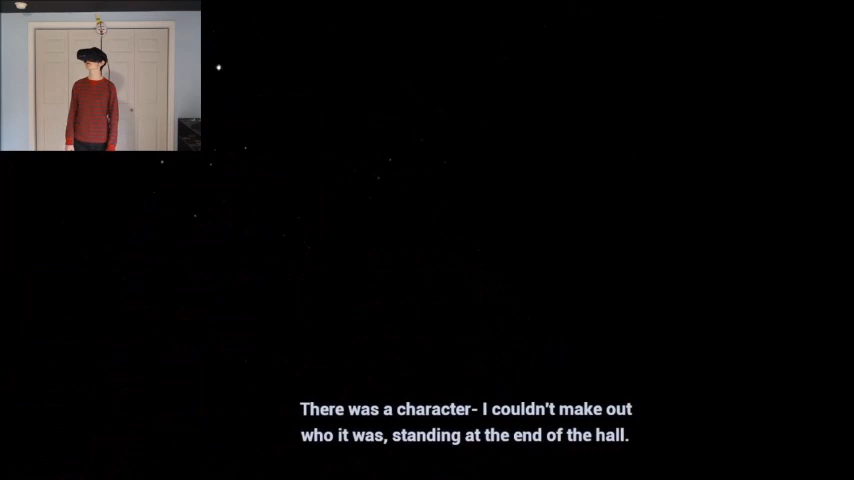 There was a character- I couldn't make out
who it was, standing at the end of the hall.